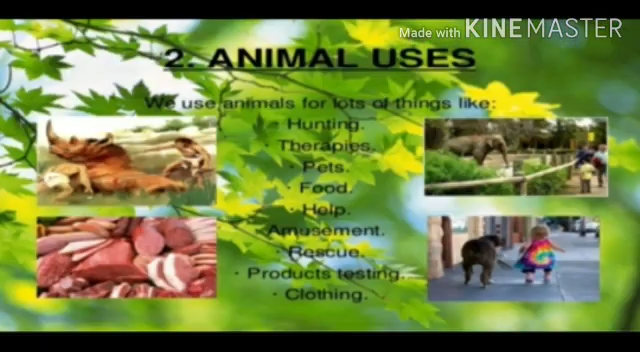 Made with KINEMASTER
2. ANIMAL USES
We use animals for lots of things like:
· Hunting.
· Therapies.
· Pets.
· Food.
· Help.
· Amusement.
· Rescue.
· Products testing.
· Clothing.